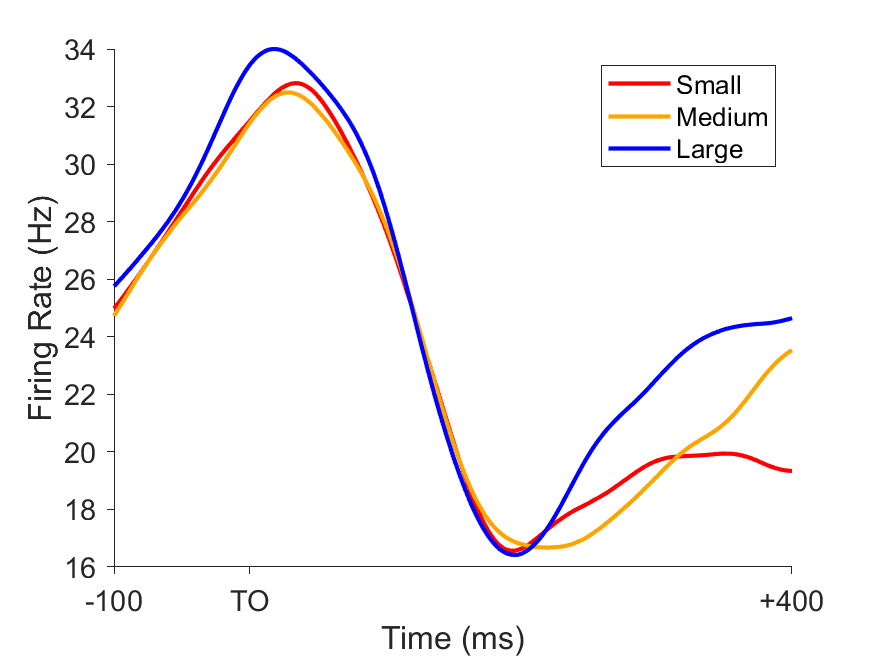 34
32
30
28
26
24
22
20
18
16
Firing Rate (Hz)
Small
Medium
Large
-100
TO
+400
Time (ms)